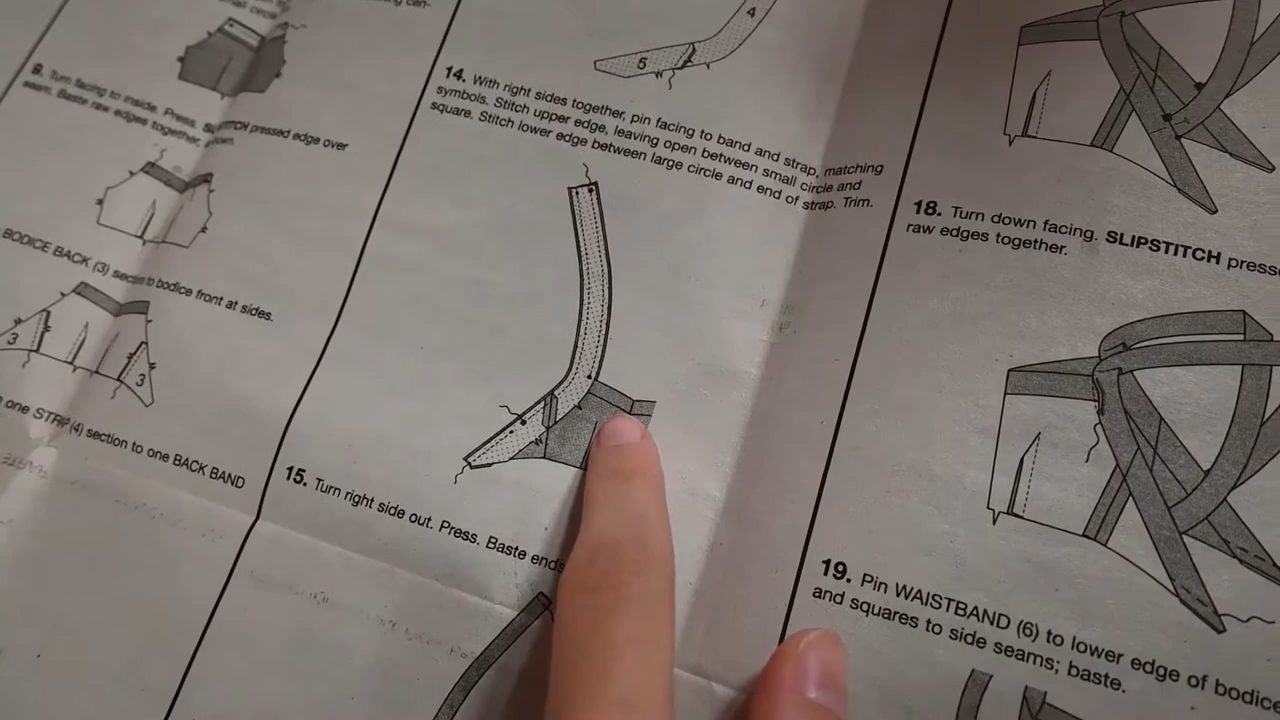 9. Turn facing to inside. Press. SLIPSTITCH pressed edge over
seam. Baste raw edges together,
BODICE BACK (3) section to bodice front at sides.
3
3
one STRIP (4) section to one BACK BAND
4
5
14. With right sides together, pin facing to band and strap, matching
symbols. Stitch upper edge, leaving open between small circle and
square. Stitch lower edge between large circle and end of strap. Trim.
15. Turn right side out. Press. Baste ends
18. Turn down facing. SLIPSTITCH
raw edges together.
19. Pin WAISTBAND (6) to lower edge of bodice
and squares to side seams; baste.